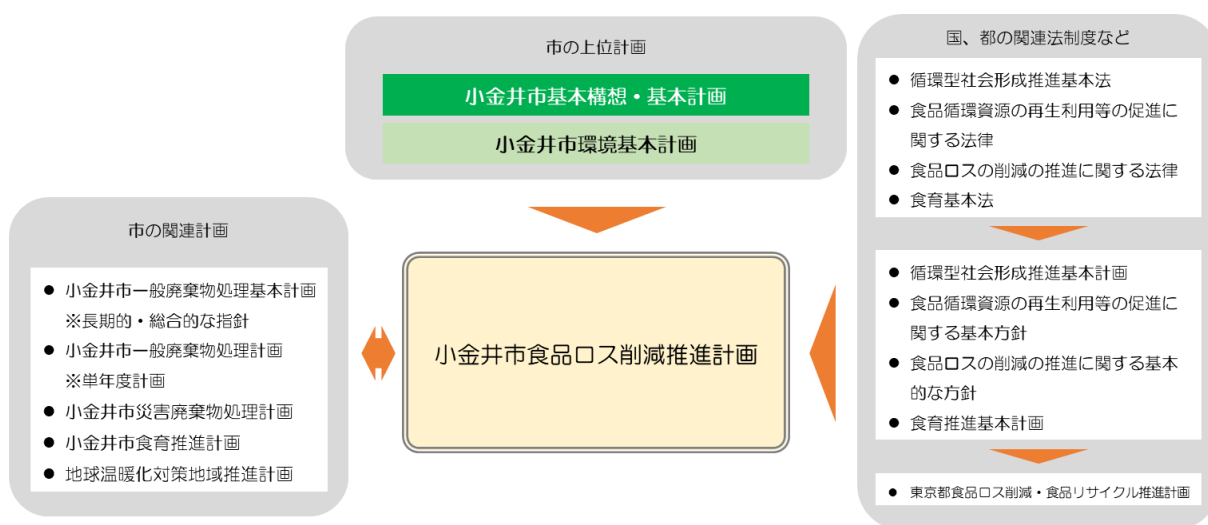 市の上位計画
小金井市基本構想・基本計画
小金井市環境基本計画
市の関連計画
● 小金井市一般廃棄物処理基本計画
※長期的・総合的な指針
● 小金井市一般廃棄物処理計画
※単年度計画
● 小金井市災害廃棄物処理計画
● 小金井市食育推進計画
● 地球温暖化対策地域推進計画
小金井市食品ロス削減推進計画
国、都の関連法制度など
● 循環型社会形成推進基本法
● 食品循環資源の再生利用等の促進に
関する法律
● 食品ロスの削減の推進に関する法律
● 食育基本法
● 循環型社会形成推進基本計画
● 食品循環資源の再生利用等の促進に
関する基本方針
● 食品ロスの削減の推進に関する基本
的な方針
● 食育推進基本計画
● 東京都食品ロス削減・食品リサイクル推進計画